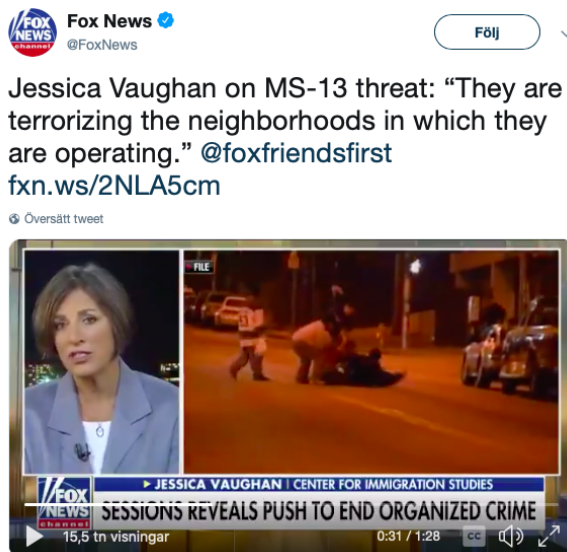 FOX
NEWS
channel
Fox News
@FoxNews
Följ
Jessica Vaughan on MS-13 threat: “They are
terrorizing the neighborhoods in which they
are operating.” @foxfriendsfirst
fxn.ws/2NLA5cm
Översätt tweet
FILE
JESSICA VAUGHAN | CENTER FOR IMMIGRATION STUDIES
FOX
NEWS
channel
SESSIONS REVEALS PUSH TO END ORGANIZED CRIME
15,5 tn visningar
0:31 / 1:28
CC